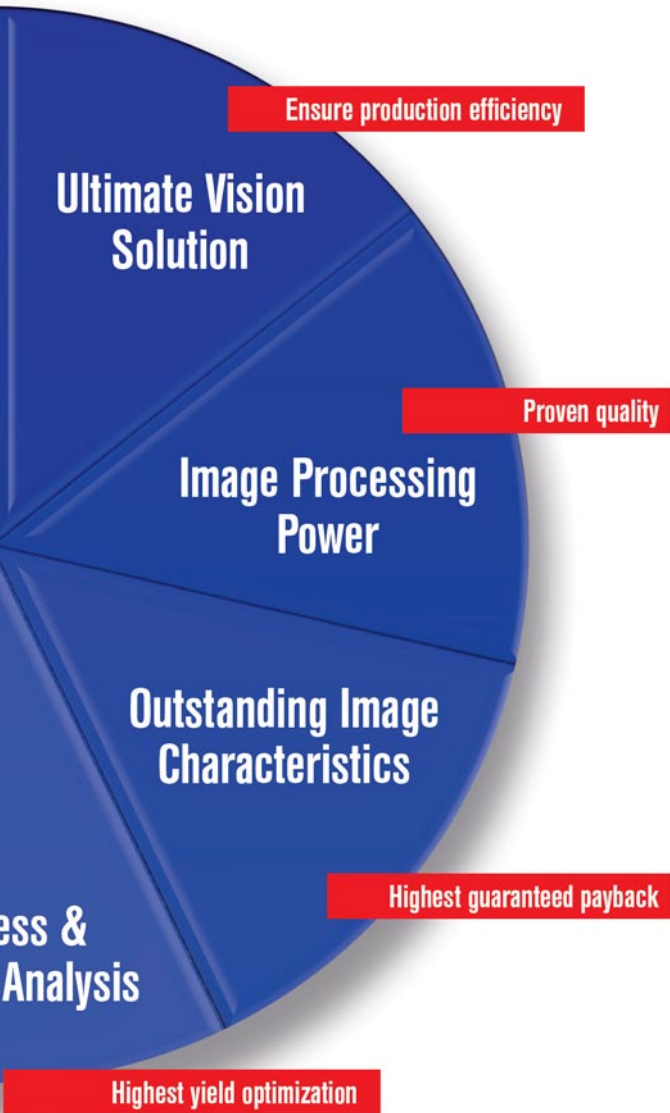 Ensure production efficiency
Ultimate Vision
Solution
Proven quality
Image Processing
Power
Outstanding Image
Characteristics
Highest guaranteed payback
ess &
Analysis
Highest yield optimization